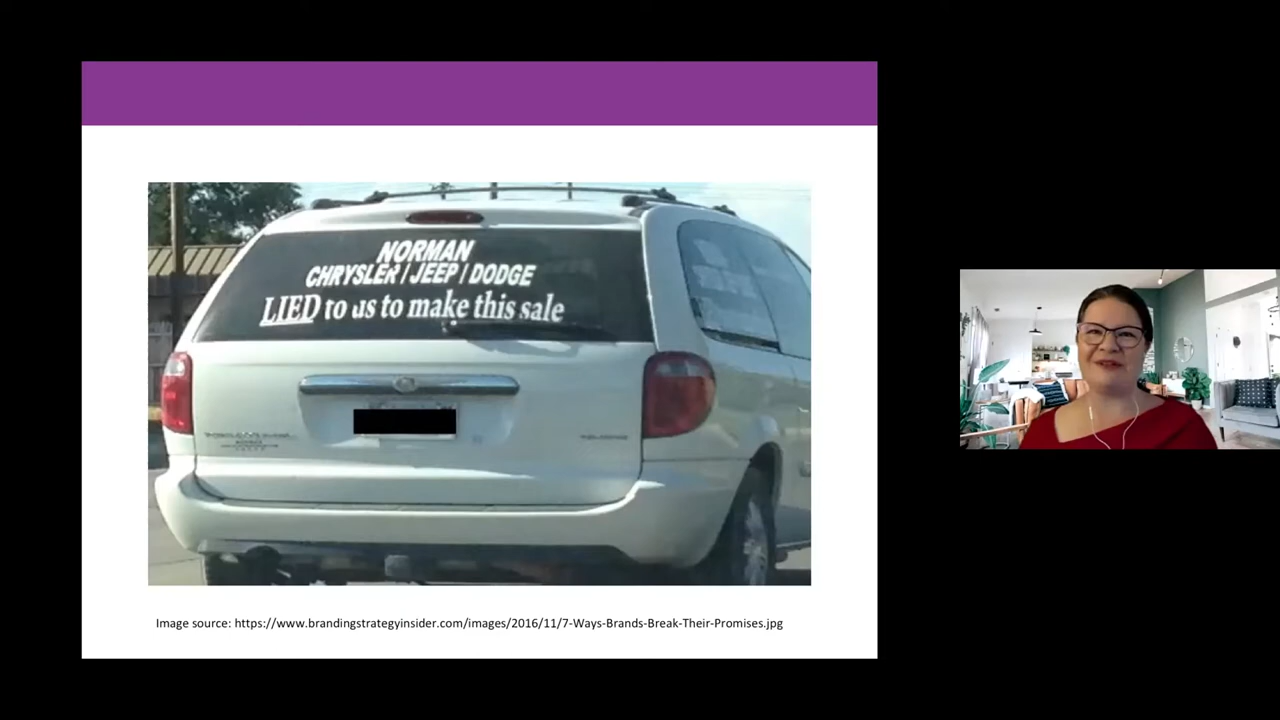 NORMAN
CHRYSLER / JEEP / DODGE
LIED to us to make this sale
Image source: https://www.brandingstrategyinsider.com/images/2016/11/7-Ways-Brands-Break-Their-Promises.jpg